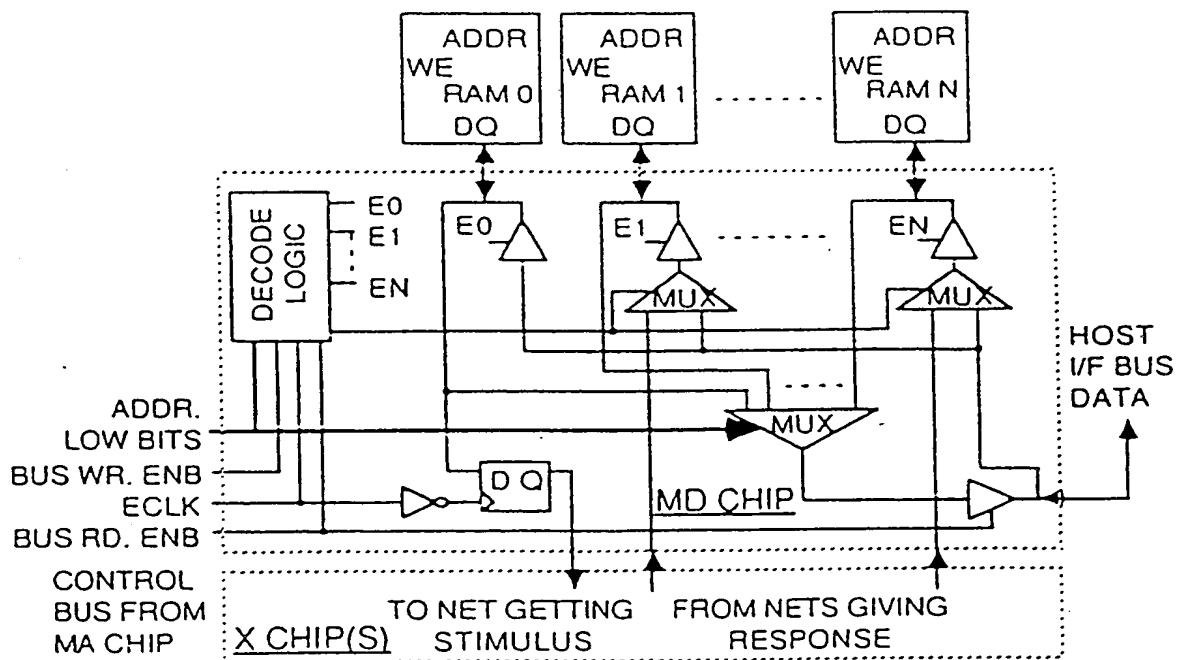 ADDR
WE
RAM 0
DQ
ADDR
WE
RAM 1
DQ
ADDR
WE
RAM N
DQ
DECODE
LOGIC
E0
E1
EN
E0
E1
EN
MUX
MUX
MUX
HOST
I/F BUS
DATA
ADDR.
LOW BITS
BUS WR. ENB
ECLK
BUS RD. ENB
D Q
MD CHIP
CONTROL
BUS FROM
MA CHIP
X CHIP(S)
TO NET GETTING
STIMULUS
FROM NETS GIVING
RESPONSE